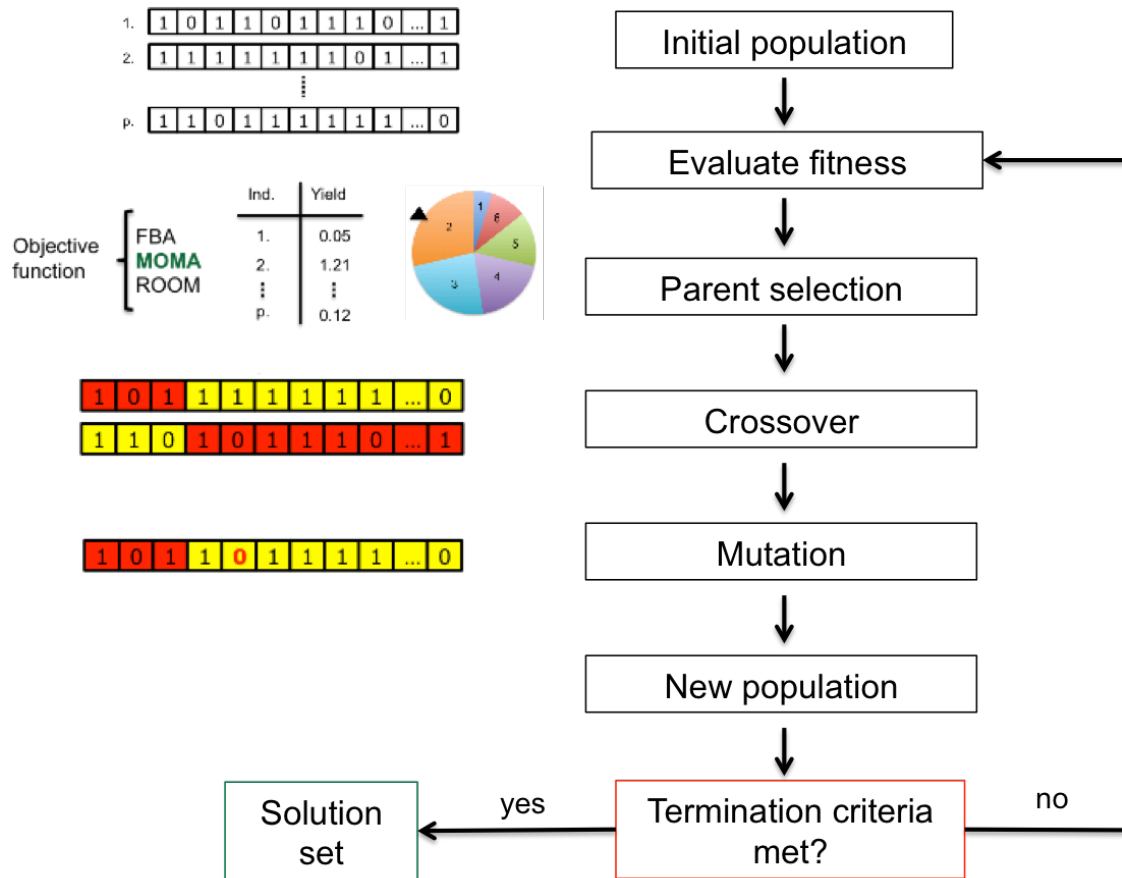 1. 1 0 1 1 0 1 1 1 0 ... 1
2. 1 1 1 1 1 1 1 0 1 ... 1
p. 1 1 0 1 1 1 1 1 1 ... 0
Initial population
Evaluate fitness
Objective
function
FBA
MOMA
ROOM
Ind. Yield
1. 0.05
2. 1.21
p. 0.12
1
6
5
4
3
2
Parent selection
1 0 1 1 1 1 1 1 1 ... 0
1 1 0 1 0 1 1 1 0 ... 1
Crossover
1 0 1 1 0 1 1 1 1 ... 0
Mutation
New population
Termination criteria
met?
yes
no
Solution
set